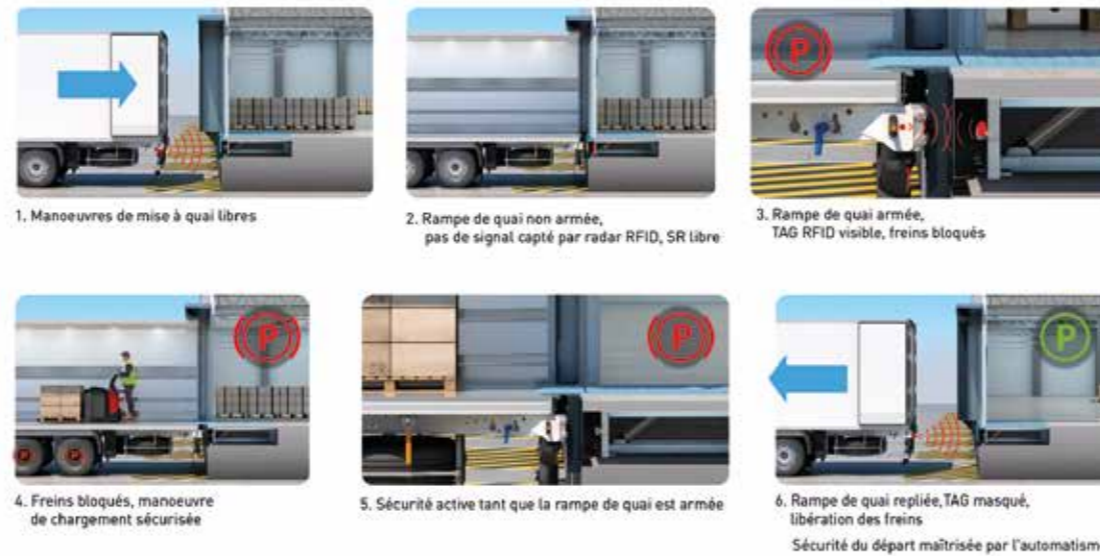 1. Manoeuvres de mise à quai libres
2. Rampe de quai non armée,
pas de signal capté par radar RFID, SR libre
P
3. Rampe de quai armée,
TAG RFID visible, freins bloqués
P
4. Freins bloqués, manoeuvre
de chargement sécurisée
P
5. Sécurité active tant que la rampe de quai est armée
P
6. Rampe de quai repliée, TAG masqué,
libération des freins
Sécurité du départ maîtrisée par l'automatism